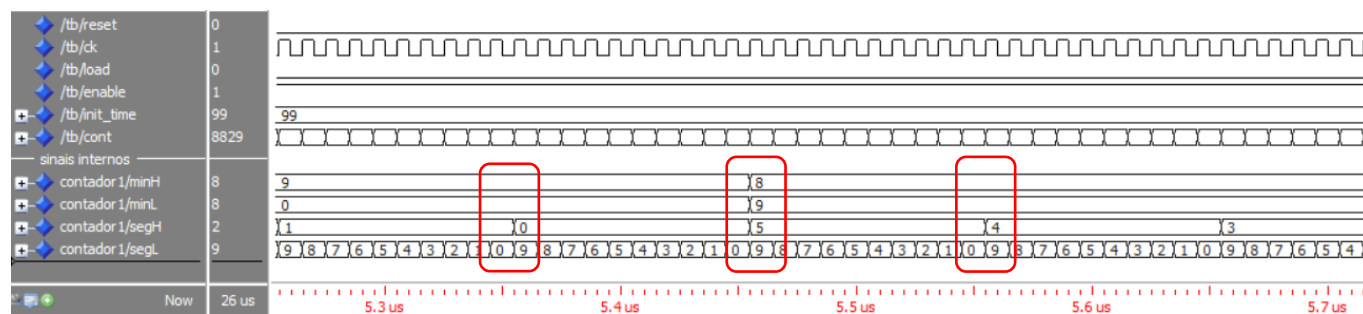 /tb/reset 0
/tb/ck 1
/tb/load 0
/tb/enable 1
/tb/init_time 99 99
/tb/cont 8829
sinais internos
contador1/minH 8 9 8
contador1/minL 8 0 9
contador1/segH 2 1 0 5 4 3
contador1/segL 9 9 8 7 6 5 4 3 2 1 0 9 8 7 6 5 4 3 2 1 0 9 8 7 6 5 4 3 2 1 0 9 8 7 6 5 4 3 2 1 0 9 8 7 6 5 4
Now 26 us 5.3 us 5.4 us 5.5 us 5.6 us 5.7 us